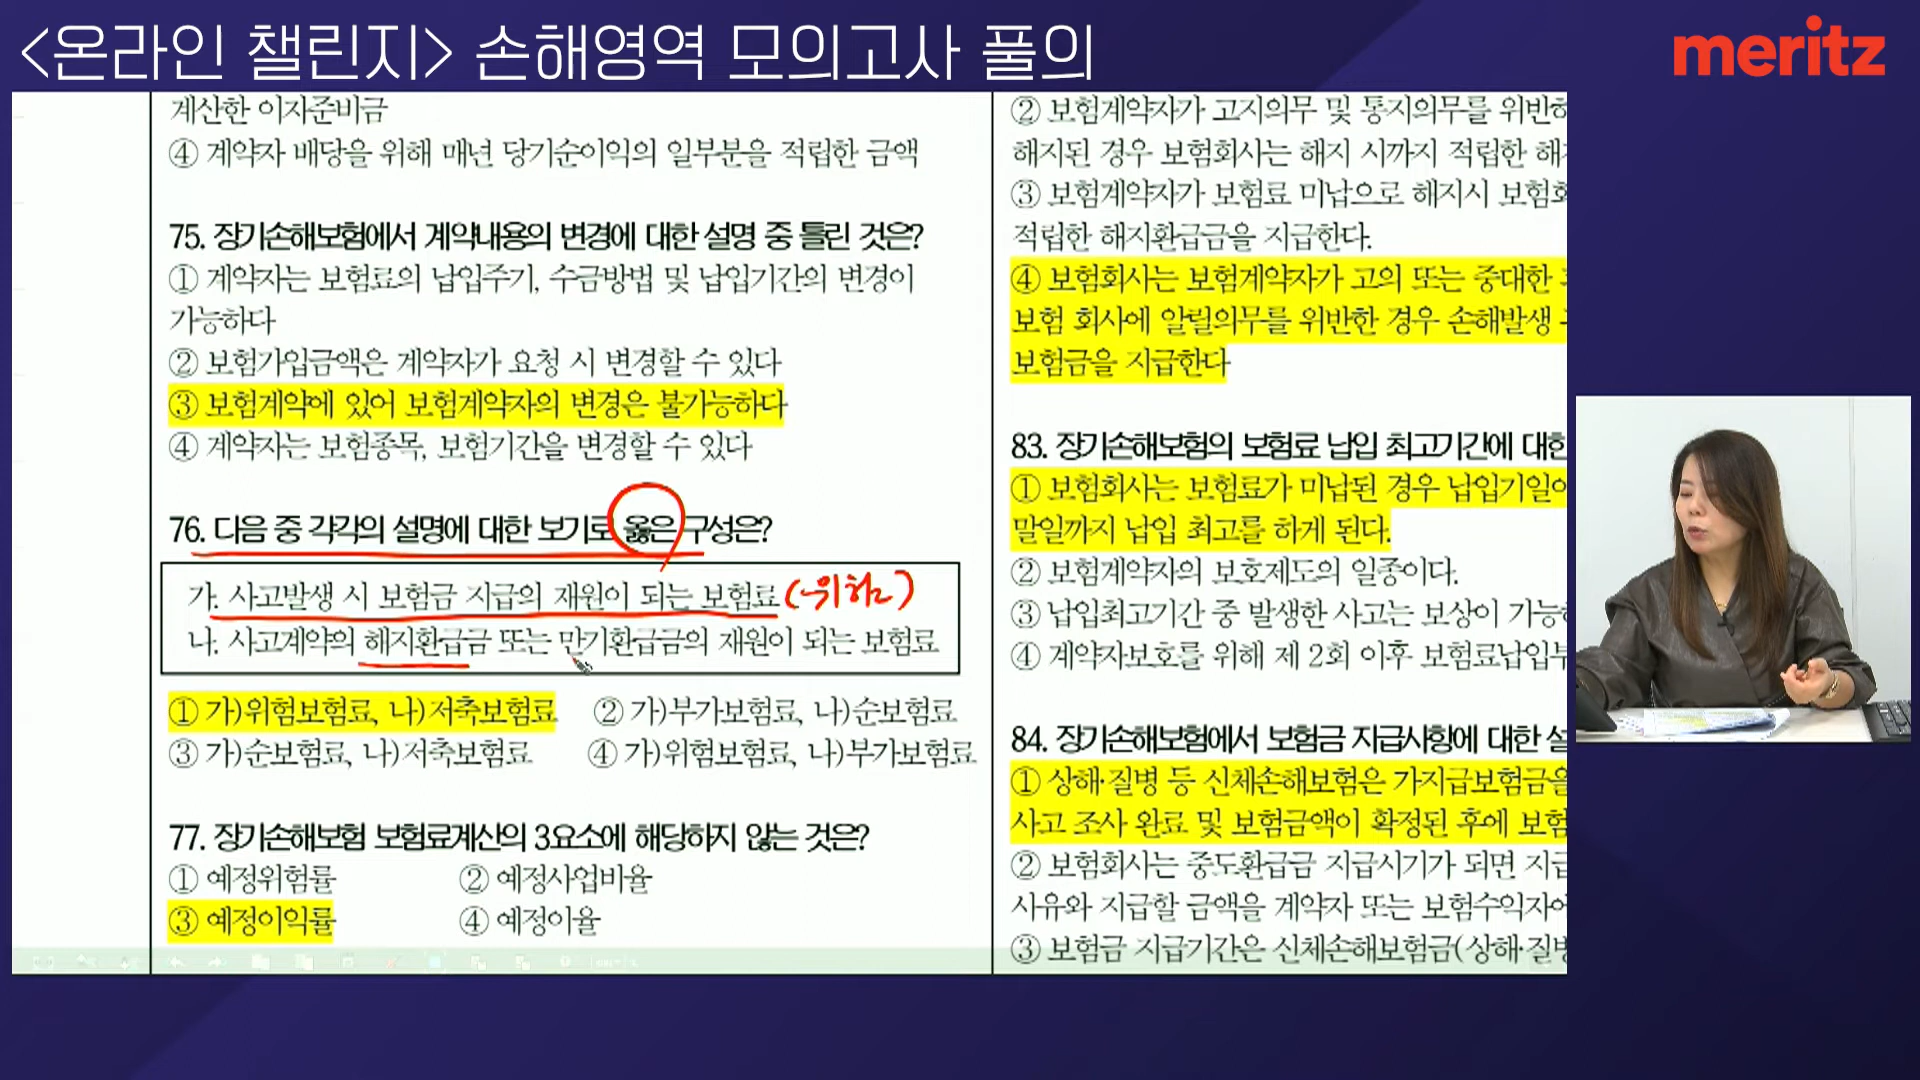 <온라인 챌린지> 손해영역 모의고사 풀의
meritz
계산한 이자준비금
④ 계약자 배당을 위해 매년 당기순이익의 일부분을 적립한 금액
75. 장기손해보험에서 계약내용의 변경에 대한 설명 중 틀린 것은?
① 계약자는 보험료의 납입주기, 수금방법 및 납입기간의 변경이
가능하다
② 보험가입금액은 계약자가 요청 시 변경할 수 있다
③ 보험계약에 있어 보험계약자의 변경은 불가능하다
④ 계약자는 보험종목, 보험기간을 변경할 수 있다
76. 다음 중 각각의 설명에 대한 보기로 옳은 구성은?
가. 사고발생 시 보험금 지급의 재원이 되는 보험료 (위험)
나. 사고계약의 해지환급금 또는 만기환급금의 재원이 되는 보험료
① 가)위험보험료, 나)저축보험료 ② 가)부가보험료, 나)순보험료
③ 가)순보험료, 나)저축보험료 ④ 가)위험보험료, 나)부가보험료
77. 장기손해보험 보험료계산의 3요소에 해당하지 않는 것은?
① 예정위험률 ② 예정사업비율
③ 예정이익률 ④ 예정이율
② 보험계약자가 고지의무 및 통지의무를 위반하
해지된 경우 보험회사는 해지 시까지 적립한 해
③ 보험계약자가 보험료 미납으로 해지시 보험회
적립한 해지환급금을 지급한다.
④ 보험회사는 보험계약자가 고의 또는 중대한
보험 회사에 알릴의무를 위반한 경우 손해발생
보험금을 지급한다
83. 장기손해보험의 보험료 납입 최고기간에 대한
① 보험회사는 보험료가 미납된 경우 납입기일
말일까지 납입 최고를 하게 된다.
② 보험계약자의 보호제도의 일종이다.
③ 납입최고기간 중 발생한 사고는 보상이 가능
④ 계약자보호를 위해 제 2회 이후 보험료납입
84. 장기손해보험에서 보험금 지급사항에 대한 설
① 상해·질병 등 신체손해보험은 가지급보험금을
사고 조사 완료 및 보험금액이 확정된 후에 보험
② 보험회사는 중도환급금 지급시기가 되면 지급
사유와 지급할 금액을 계약자 또는 보험수익자
③ 보험금 지급기간은 신체손해보험금(상해·질병